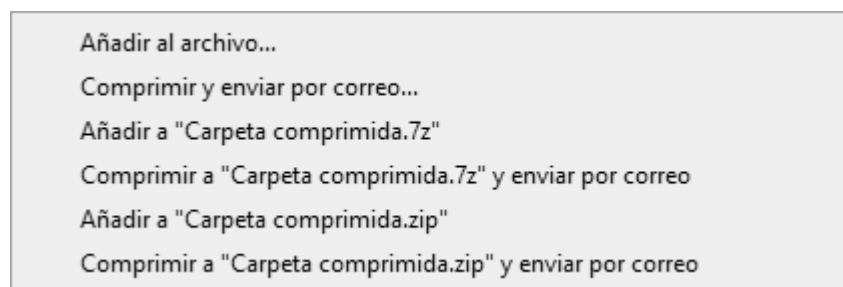 Añadir al archivo...
Comprimir y enviar por correo...
Añadir a "Carpeta comprimida.7z"
Comprimir a "Carpeta comprimida.7z" y enviar por correo
Añadir a "Carpeta comprimida.zip"
Comprimir a "Carpeta comprimida.zip" y enviar por correo